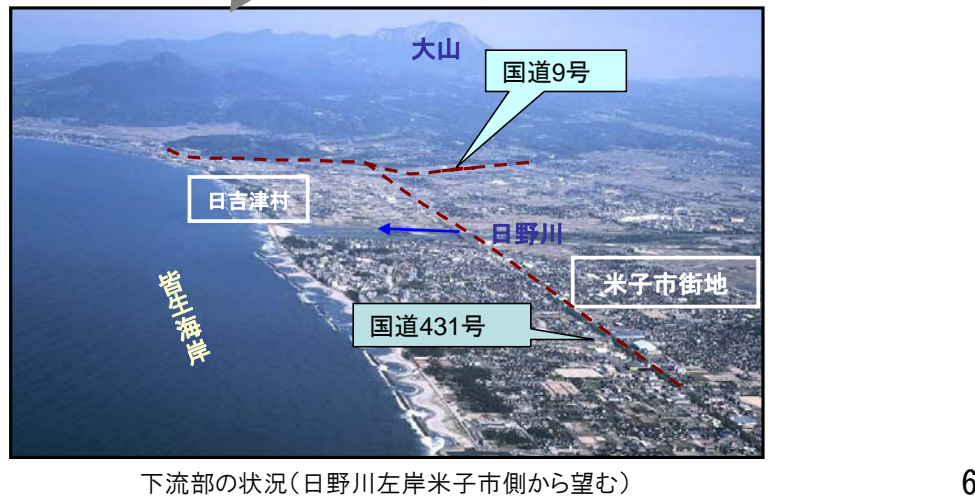 大山
国道9号
日吉津村
日野川
米子市街地
皆生海岸
国道431号
下流部の状況(日野川左岸米子市側から望む)
6